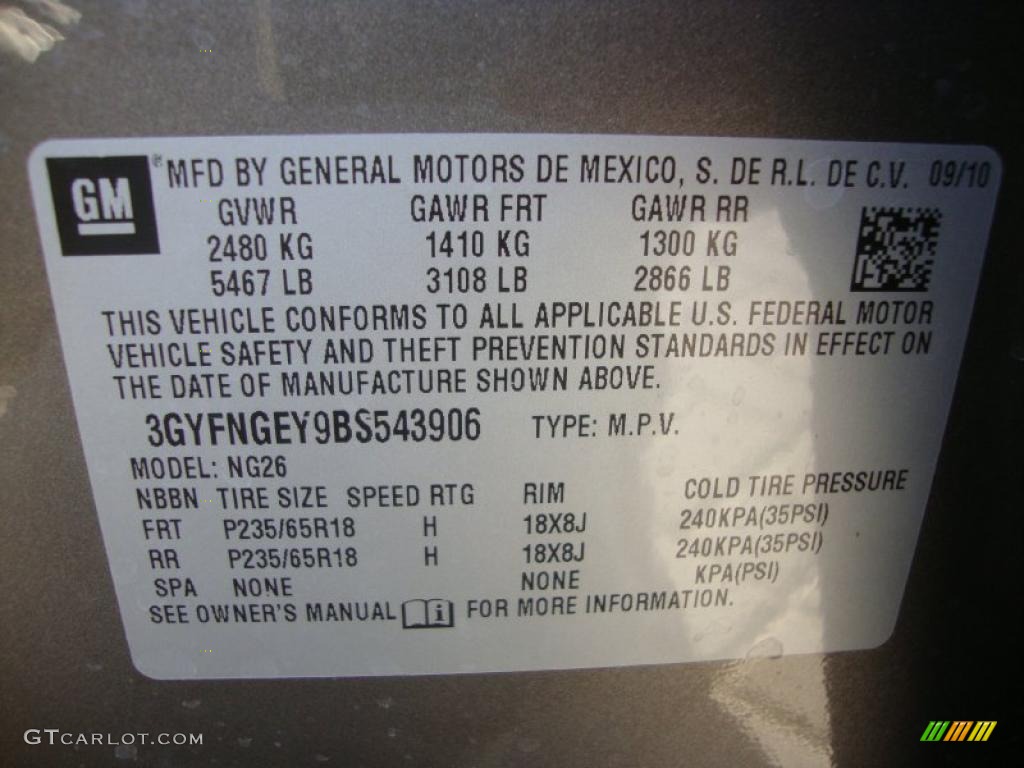 GM ® MFD BY GENERAL MOTORS DE MEXICO, S. DE R.L. DE C.V. 09/10
GVWR GAWR FRT GAWR RR
2480 KG 1410 KG 1300 KG
5467 LB 3108 LB 2866 LB
THIS VEHICLE CONFORMS TO ALL APPLICABLE U.S. FEDERAL MOTOR
VEHICLE SAFETY AND THEFT PREVENTION STANDARDS IN EFFECT ON
THE DATE OF MANUFACTURE SHOWN ABOVE.
3GYFNGEY9BS543906 TYPE: M.P.V.
MODEL: NG26
NBBN TIRE SIZE SPEED RTG RIM COLD TIRE PRESSURE
FRT P235/65R18 H 18X8J 240KPA(35PSI)
RR P235/65R18 H 18X8J 240KPA(35PSI)
SPA NONE NONE KPA(PSI)
SEE OWNER'S MANUAL i FOR MORE INFORMATION.
GTCARLOT.COM